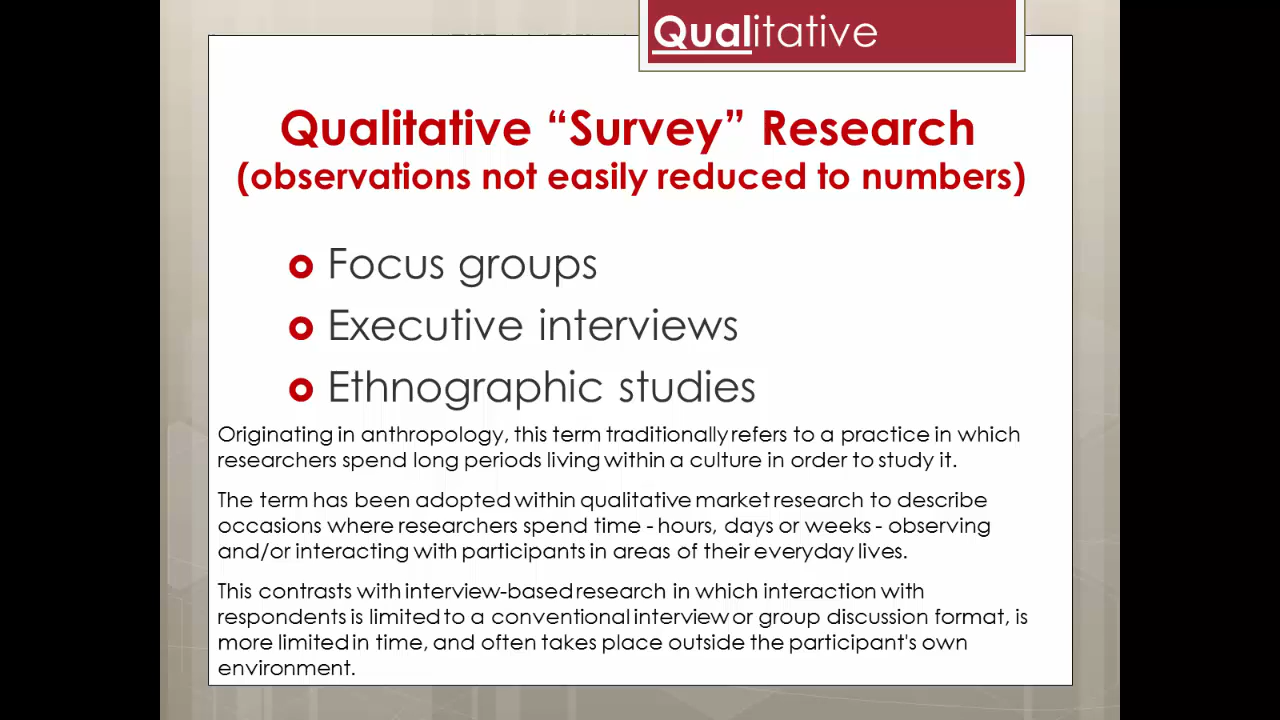 Qualitative
Qualitative “Survey” Research
(observations not easily reduced to numbers)
Focus groups
Executive interviews
Ethnographic studies
Originating in anthropology, this term traditionally refers to a practice in which
researchers spend long periods living within a culture in order to study it.
The term has been adopted within qualitative market research to describe
occasions where researchers spend time - hours, days or weeks - observing
and/or interacting with participants in areas of their everyday lives.
This contrasts with interview-based research in which interaction with
respondents is limited to a conventional interview or group discussion format, is
more limited in time, and often takes place outside the participant's own
environment.